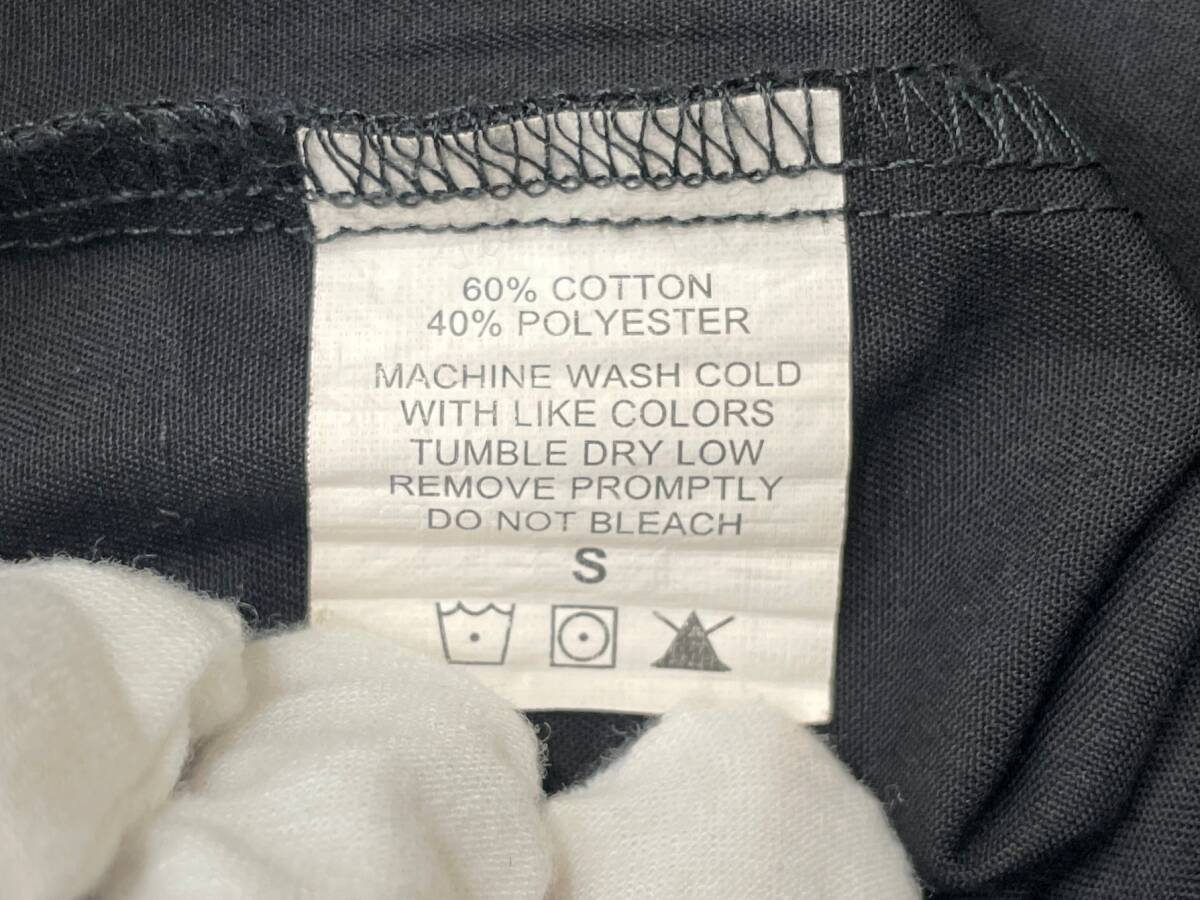 60% COTTON
40% POLYESTER
MACHINE WASH COLD
WITH LIKE COLORS
TUMBLE DRY LOW
REMOVE PROMPTLY
DO NOT BLEACH
S